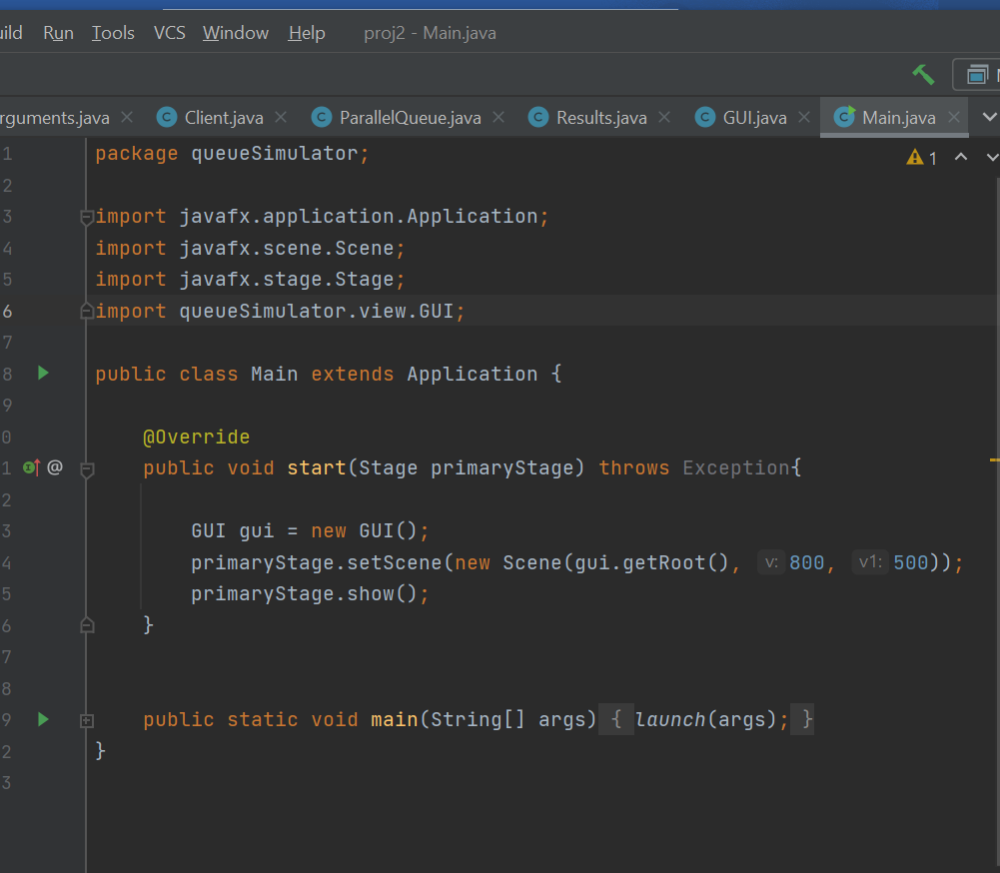 Run Tools VCS Window Help proj2 - Main.java
Client.java ParallelQueue.java Results.java GUI.java Main.java
1 package queueSimulator; 1
2
3 import javafx.application.Application;
4 import javafx.scene.Scene;
5 import javafx.stage.Stage;
6 import queueSimulator.view.GUI;
7
8 public class Main extends Application {
9
0 @Override
1 @ public void start(Stage primaryStage) throws Exception{
2
3 GUI gui = new GUI();
4 primaryStage.setScene(new Scene(gui.getRoot(), v: 800, v1: 500));
5 primaryStage.show();
6 }
7
8
9 public static void main(String[] args) { launch(args); }
2 }
3